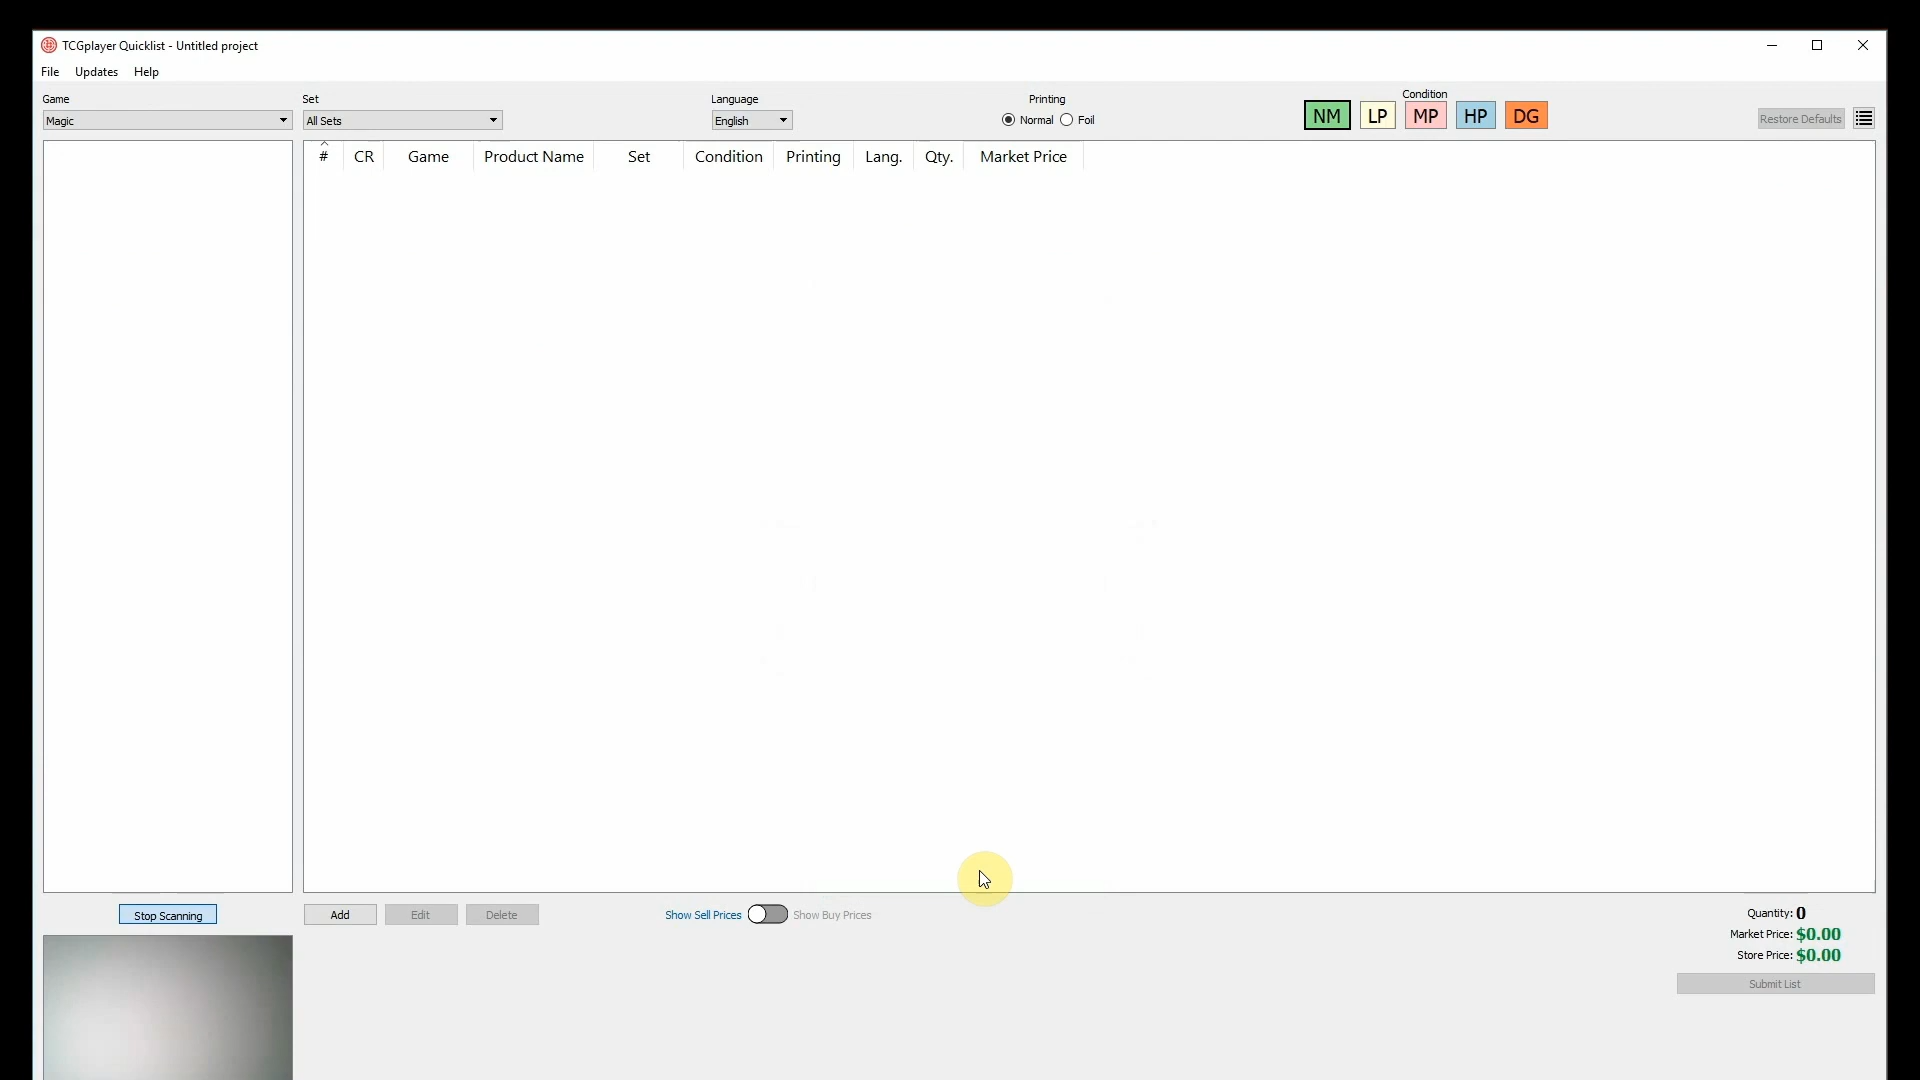 TCGplayer Quicklist - Untitled project
File Updates Help
Game Set Language Printing Condition
Magic All Sets English Normal Foil NM LP MP HP DG Restore Defaults
# CR Game Product Name Set Condition Printing Lang. Qty. Market Price
Stop Scanning Add Edit Delete Show Sell Prices Show Buy Prices Quantity: 0
Market Price: $0.00
Store Price: $0.00
Submit List